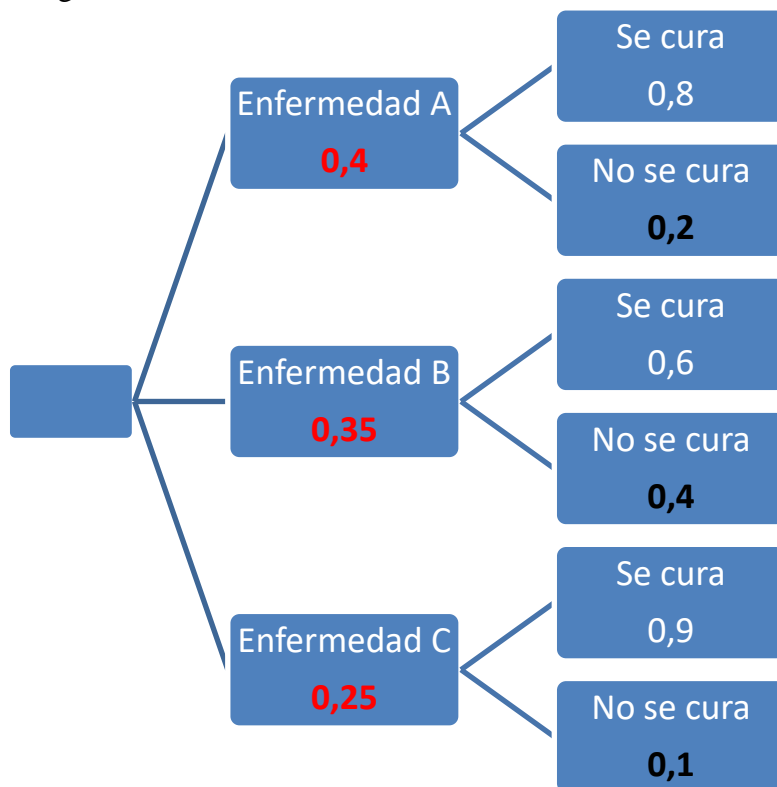 Se cura
0,8
Enfermedad A
0,4
No se cura
0,2
Se cura
0,6
Enfermedad B
0,35
No se cura
0,4
Se cura
0,9
Enfermedad C
0,25
No se cura
0,1